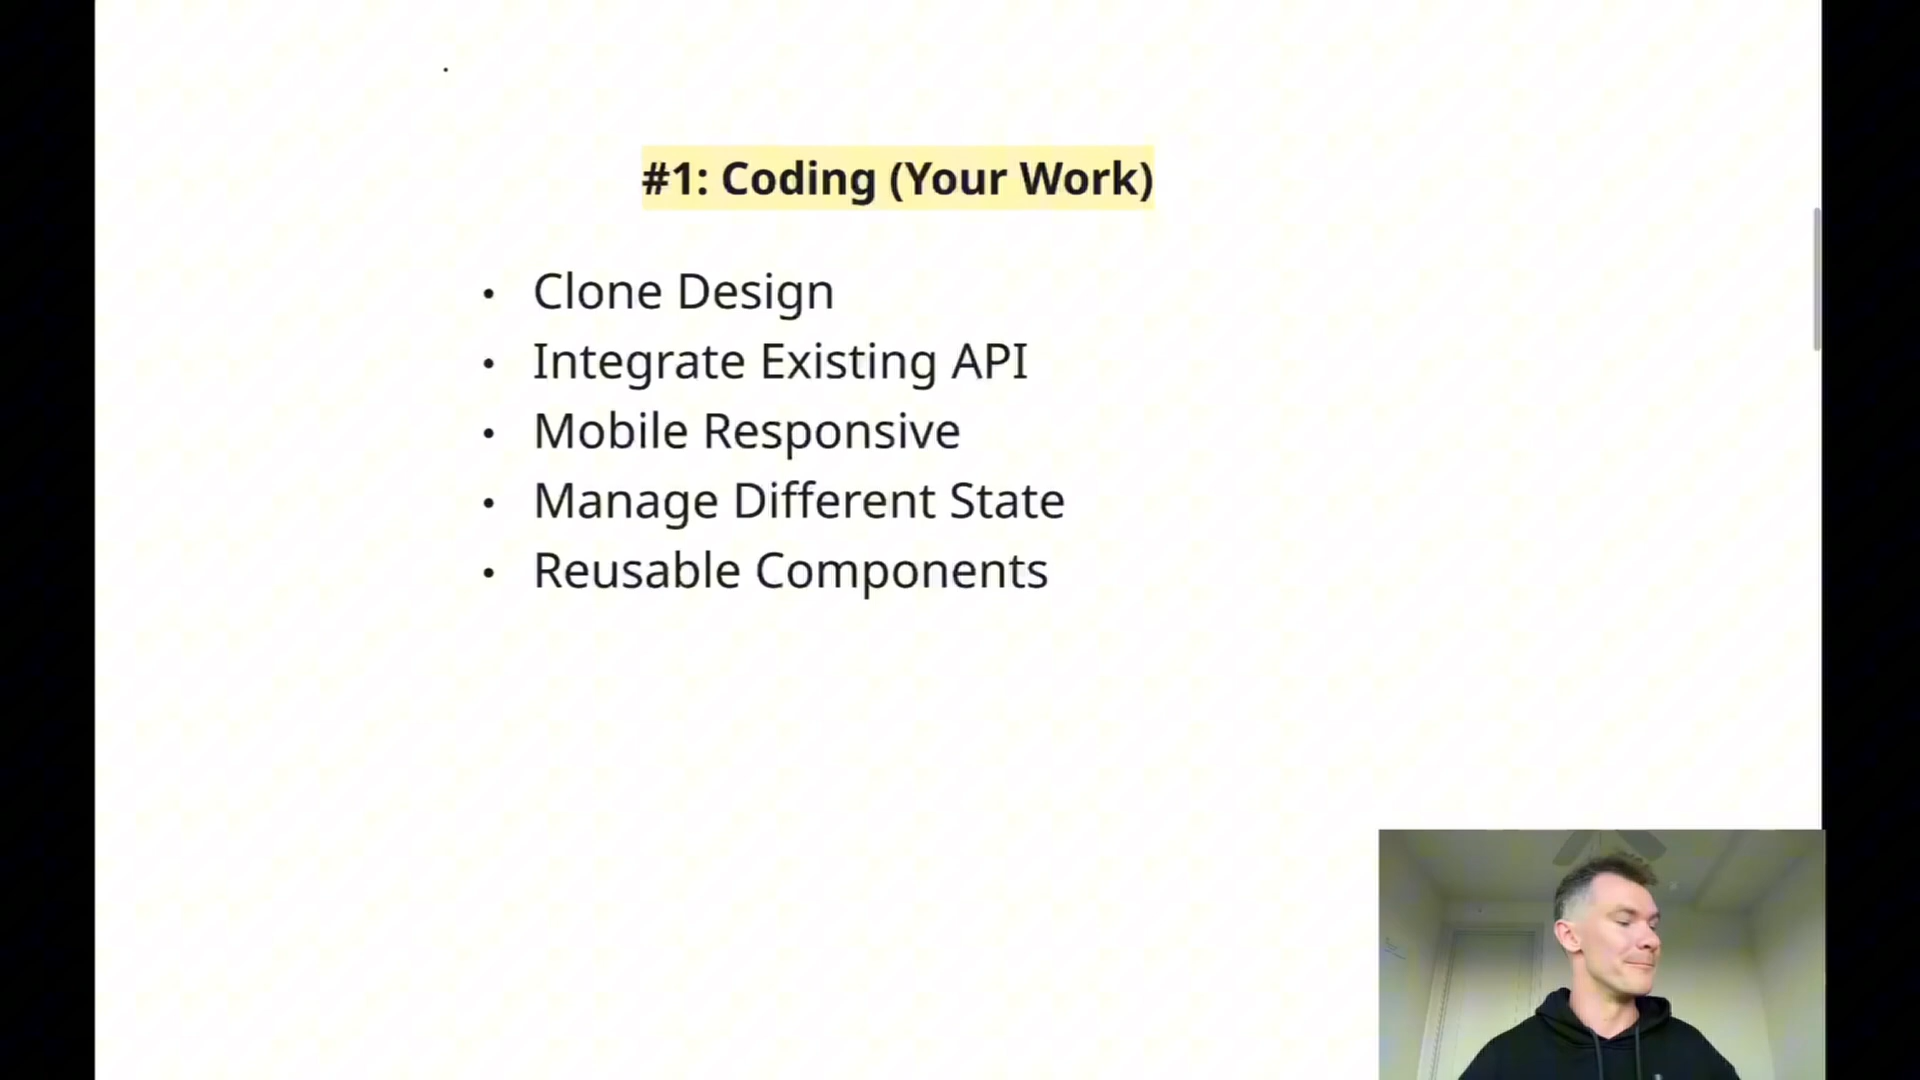 #1: Coding (Your Work)
• Clone Design
• Integrate Existing API
• Mobile Responsive
• Manage Different State
• Reusable Components